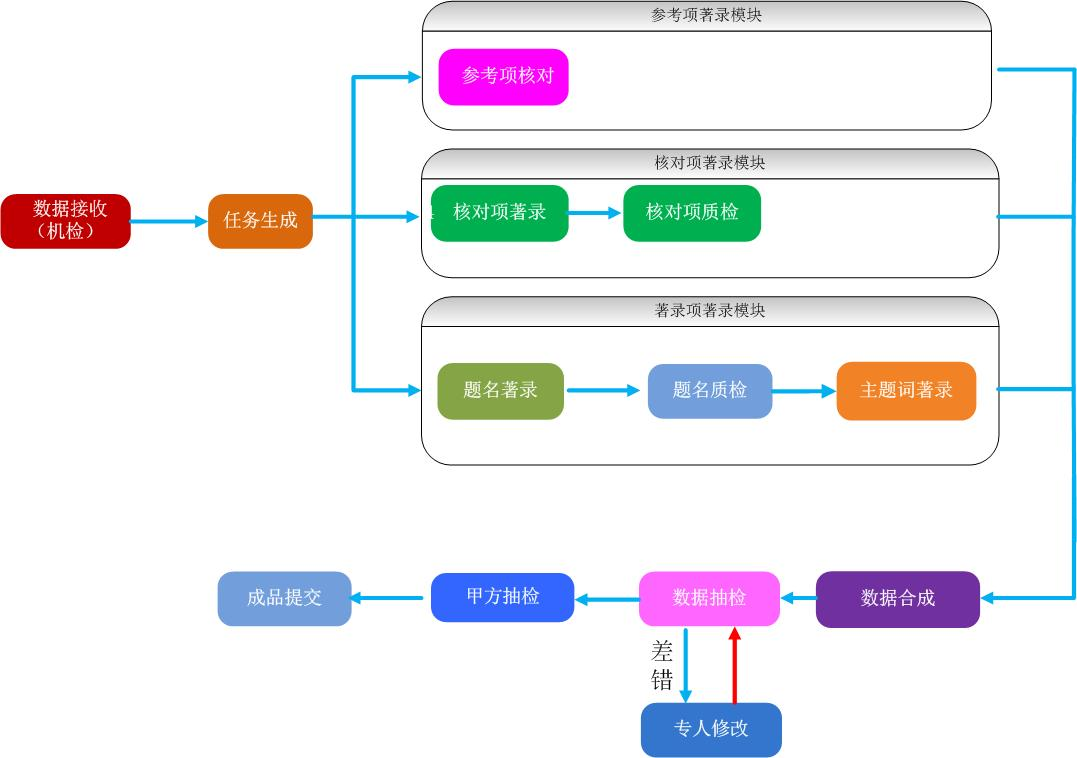 参考项著录模块
参考项核对
核对项著录模块
数据接收
（机检）
任务生成
核对项著录
核对项质检
著录项著录模块
题名著录
题名质检
主题词著录
成品提交
甲方抽检
数据抽检
数据合成
差
错
专人修改